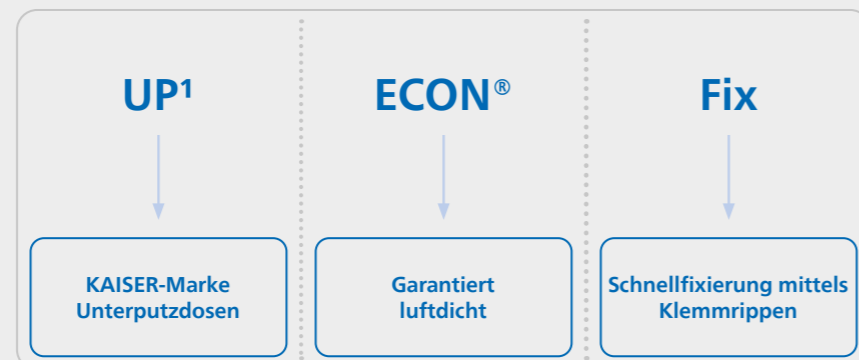 UP¹
ECON®
Fix
KAISER-Marke
Unterputzdosen
Garantiert
luftdicht
Schnellfixierung mittels
Klemmrippen